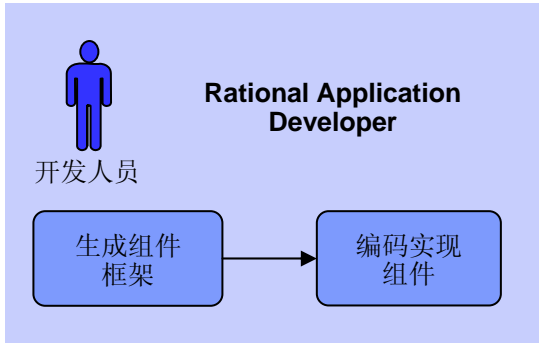 Rational Application
Developer
开发人员
生成组件
框架
编码实现
组件